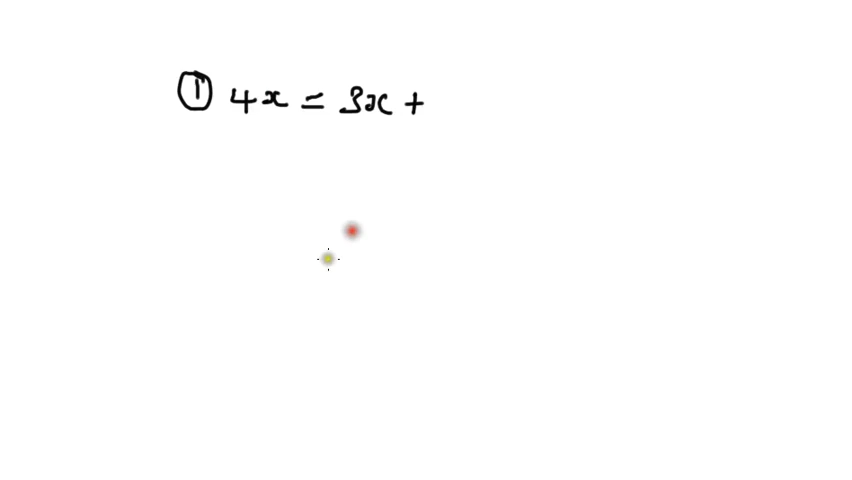 ① 4x = 3x +